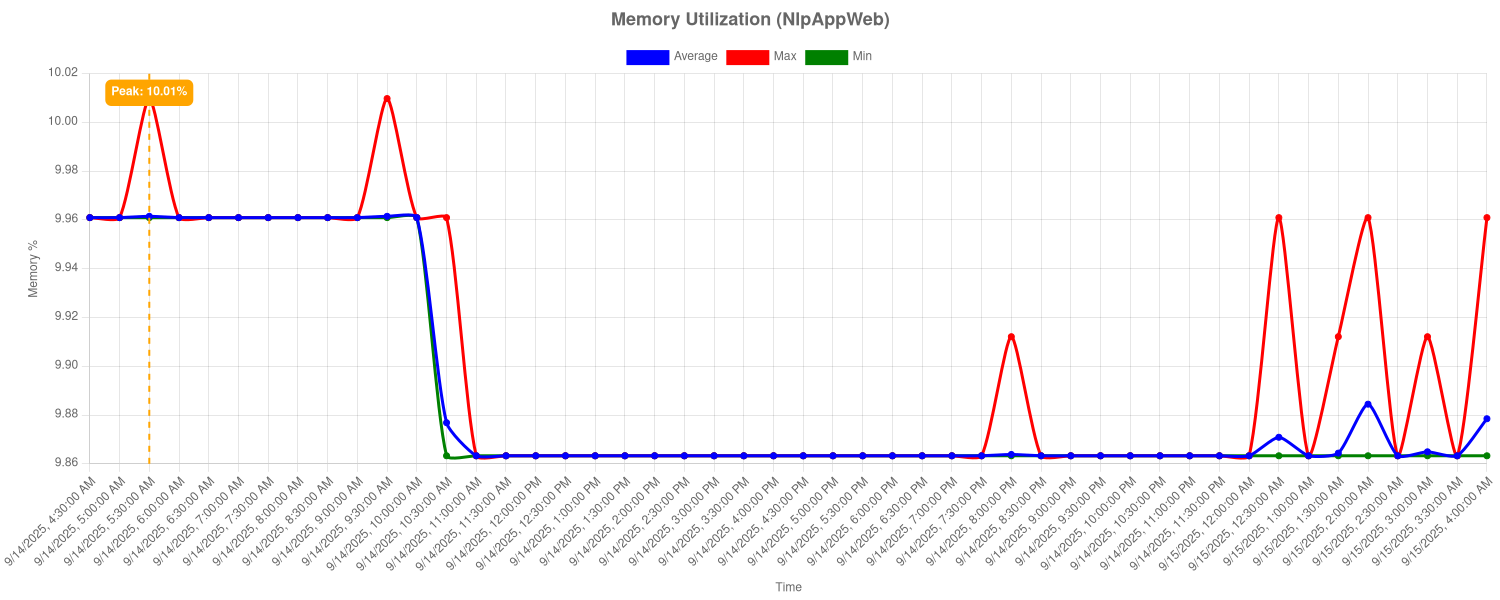 Memory Utilization (NlpAppWeb)
Average Max Min
10.02
Peak: 10.01%
10.00
9.98
9.96
9.94
9.92
9.90
9.88
9.86
Memory %
9/14/2025, 4:30:00 AM
9/14/2025, 5:00:00 AM
9/14/2025, 5:30:00 AM
9/14/2025, 6:00:00 AM
9/14/2025, 6:30:00 AM
9/14/2025, 7:00:00 AM
9/14/2025, 7:30:00 AM
9/14/2025, 8:00:00 AM
9/14/2025, 8:30:00 AM
9/14/2025, 9:00:00 AM
9/14/2025, 9:30:00 AM
9/14/2025, 10:00:00 AM
9/14/2025, 10:30:00 AM
9/14/2025, 11:00:00 AM
9/14/2025, 11:30:00 AM
9/14/2025, 12:00:00 PM
9/14/2025, 12:30:00 PM
9/14/2025, 1:00:00 PM
9/14/2025, 1:30:00 PM
9/14/2025, 2:00:00 PM
9/14/2025, 2:30:00 PM
9/14/2025, 3:00:00 PM
9/14/2025, 3:30:00 PM
9/14/2025, 4:00:00 PM
9/14/2025, 4:30:00 PM
9/14/2025, 5:00:00 PM
9/14/2025, 5:30:00 PM
9/14/2025, 6:00:00 PM
9/14/2025, 6:30:00 PM
9/14/2025, 7:00:00 PM
9/14/2025, 7:30:00 PM
9/14/2025, 8:00:00 PM
9/14/2025, 8:30:00 PM
9/14/2025, 9:00:00 PM
9/14/2025, 9:30:00 PM
9/14/2025, 10:00:00 PM
9/14/2025, 10:30:00 PM
9/14/2025, 11:00:00 PM
9/14/2025, 11:30:00 PM
9/15/2025, 12:00:00 AM
9/15/2025, 12:30:00 AM
9/15/2025, 1:00:00 AM
9/15/2025, 1:30:00 AM
9/15/2025, 2:00:00 AM
9/15/2025, 2:30:00 AM
9/15/2025, 3:00:00 AM
9/15/2025, 3:30:00 AM
9/15/2025, 4:00:00 AM
Time